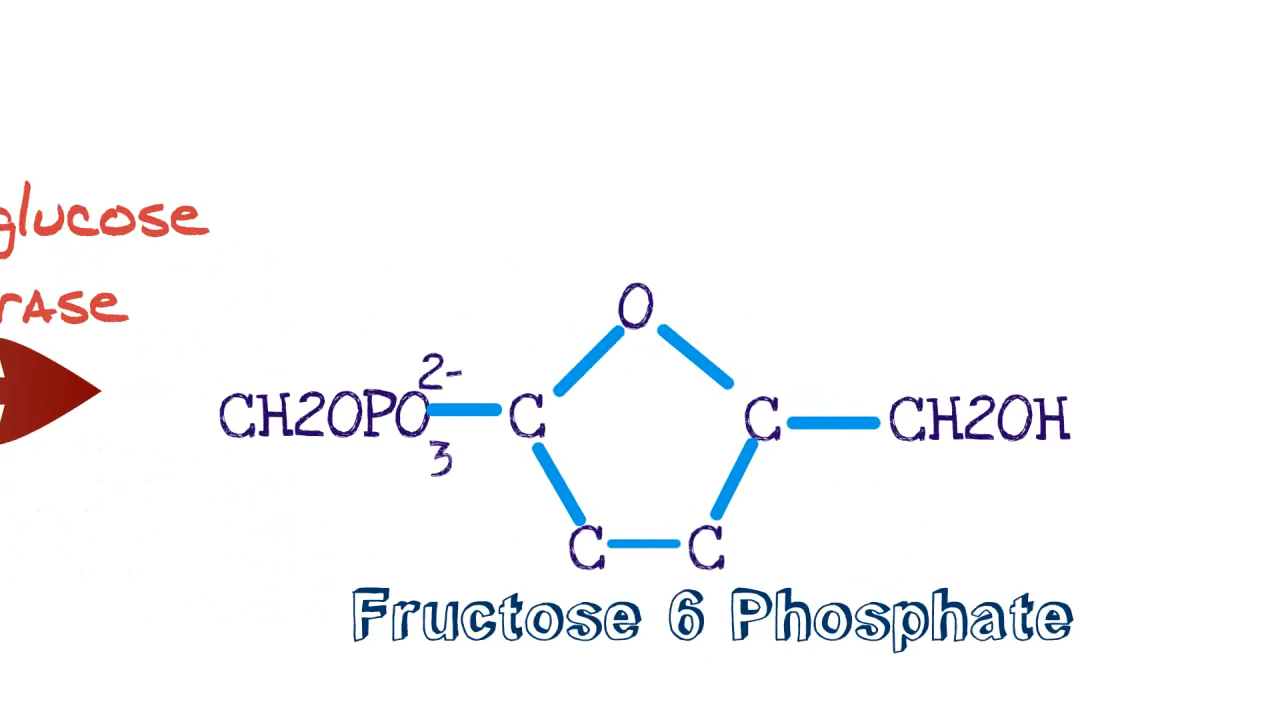 glucose
rase
O
2-
CH2OPO C C CH2OH
3
C C
Fructose 6 Phosphate